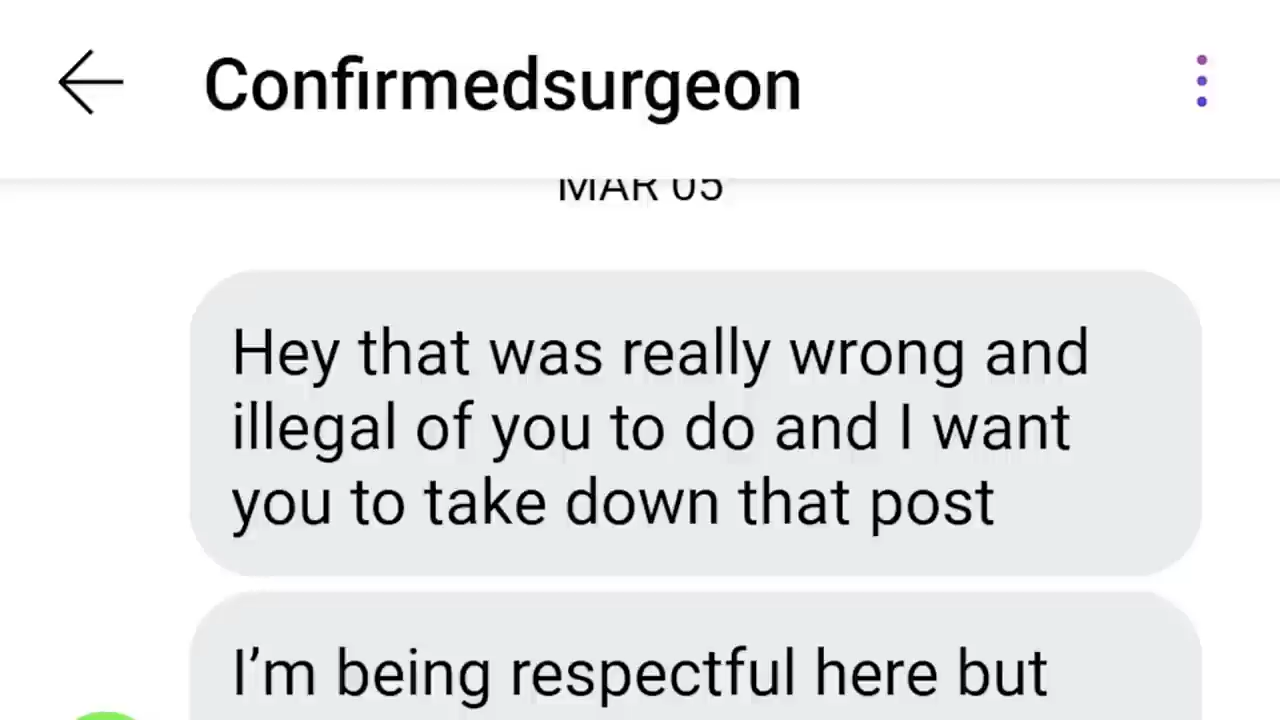 Confirmedsurgeon
MAR 05
Hey that was really wrong and
illegal of you to do and I want
you to take down that post
I'm being respectful here but